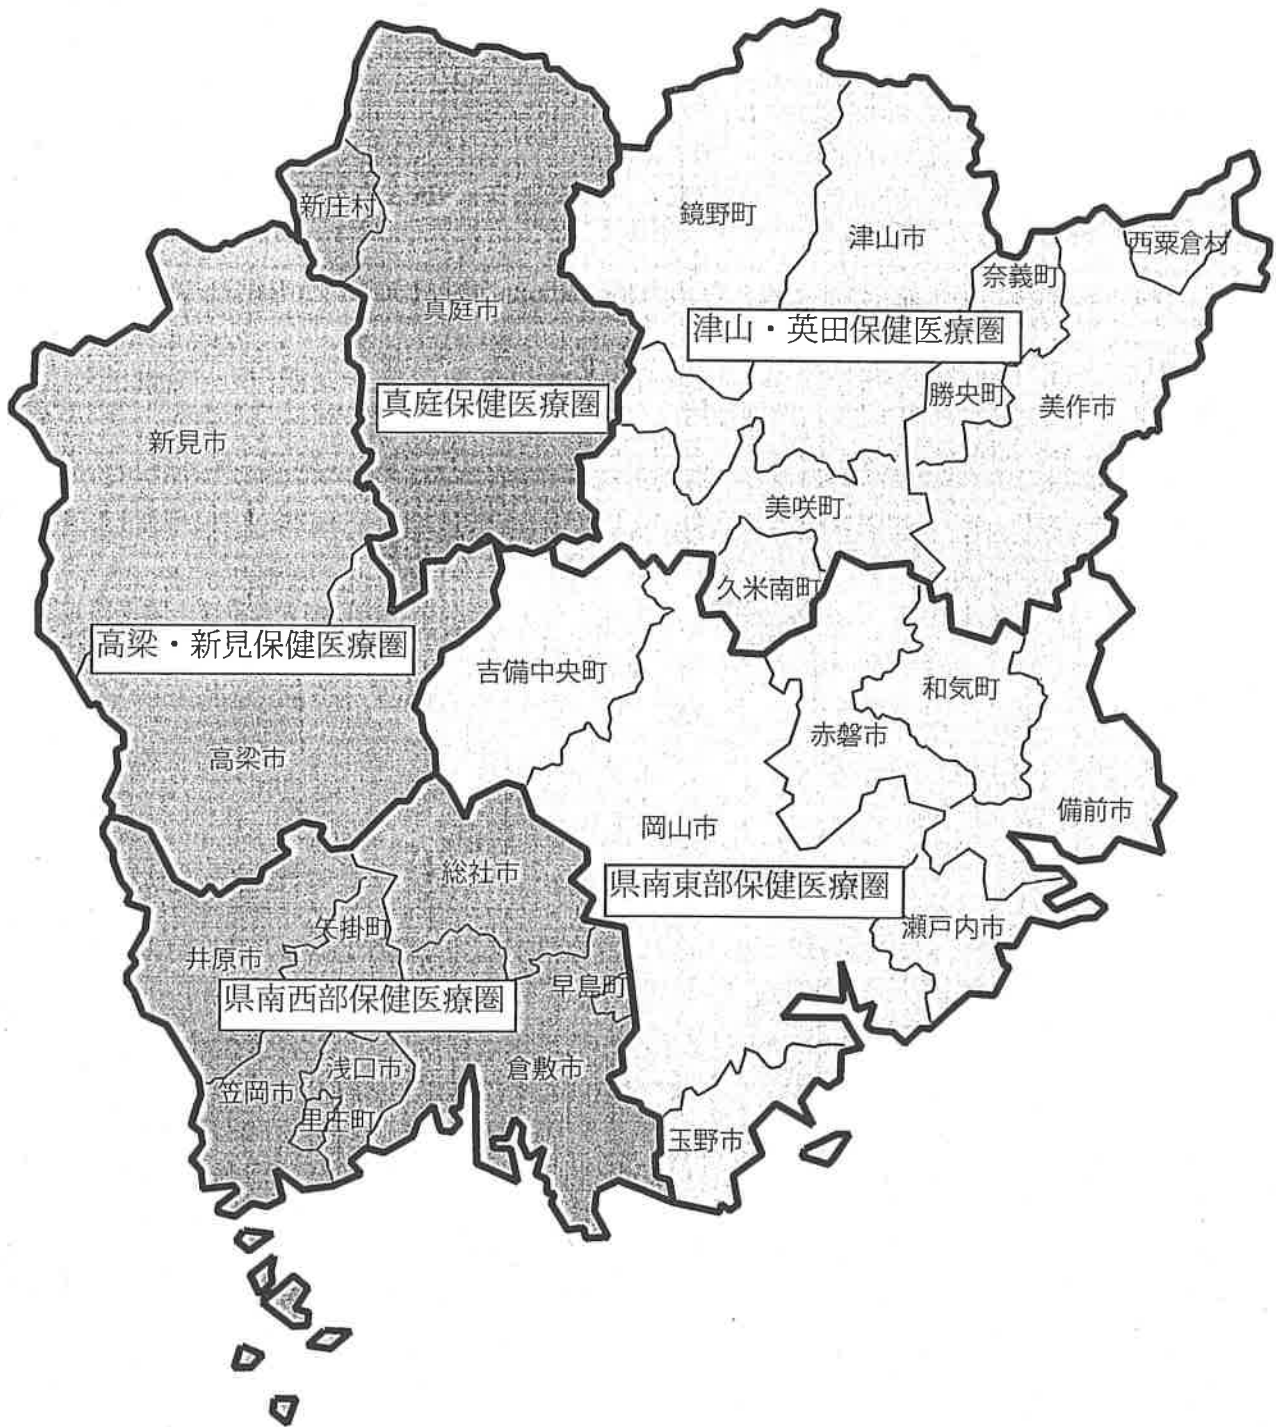 新庄村
鏡野町
津山市
西粟倉材
奈義町
真庭市
津山・英田保健医療圏
真庭保健医療圏
勝央町
美作市
新見市
美咲町
久米南町
高梁・新見保健医療圏
吉備中央町
和気町
赤磐市
高梁市
備前市
岡山市
総社市
県南東部保健医療圏
矢掛町
瀬戸内市
井原市
早島町
県南西部保健医療圏
浅口市
倉敷市
笠岡市
里庄町
玉野市